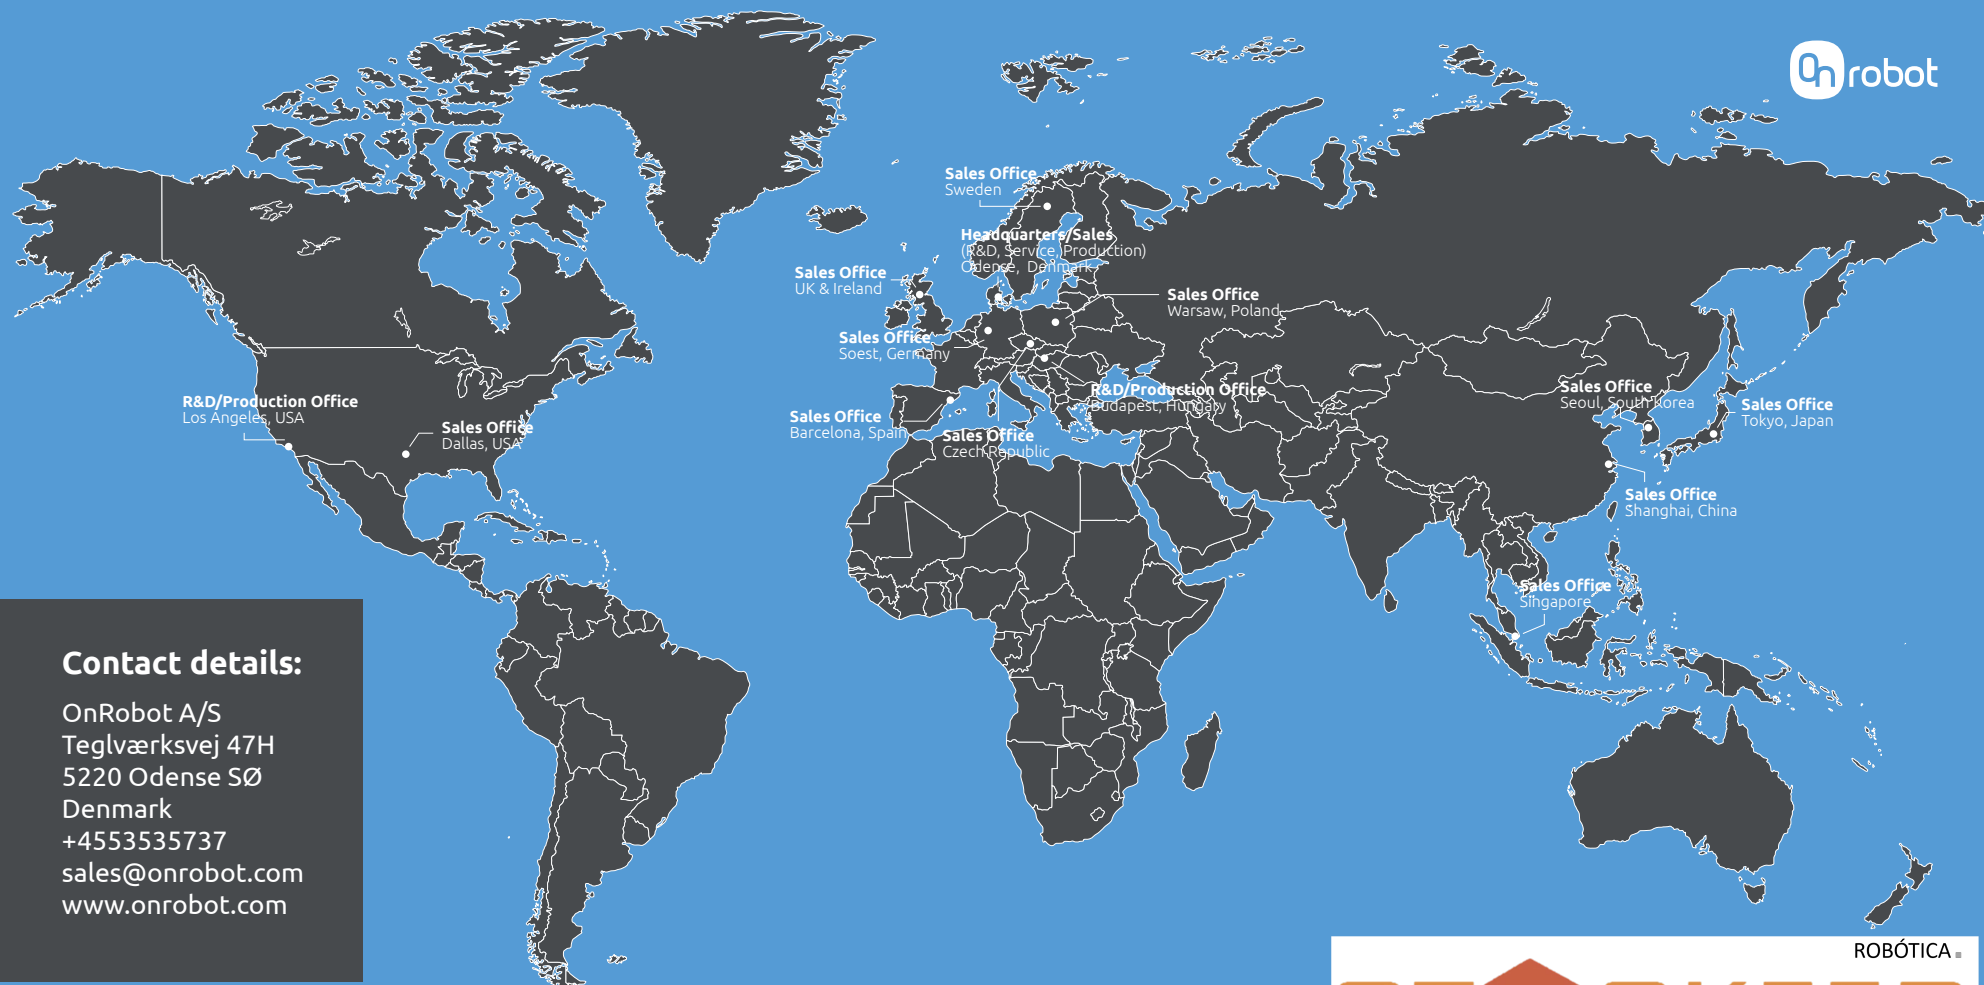 On robot
Sales Office
Sweden
Headquarters/Sales
(R&D, Service, Production)
Odense, Denmark
Sales Office
UK & Ireland
Sales Office
Warsaw, Poland
Sales Office
Soest, Germany
R&D/Production Office
Budapest, Hungary
Sales Office
Seoul, South Korea
R&D/Production Office
Los Angeles, USA
Sales Office
Tokyo, Japan
Sales Office
Barcelona, Spain
Sales Office
Dallas, USA
Sales Office
Czech Republic
Sales Office
Shanghai, China
Sales Office
Singapore
Contact details:
OnRobot A/S
Teglværksvej 47H
5220 Odense SØ
Denmark
+4553535737
sales@onrobot.com
www.onrobot.com
ROBÓTICA